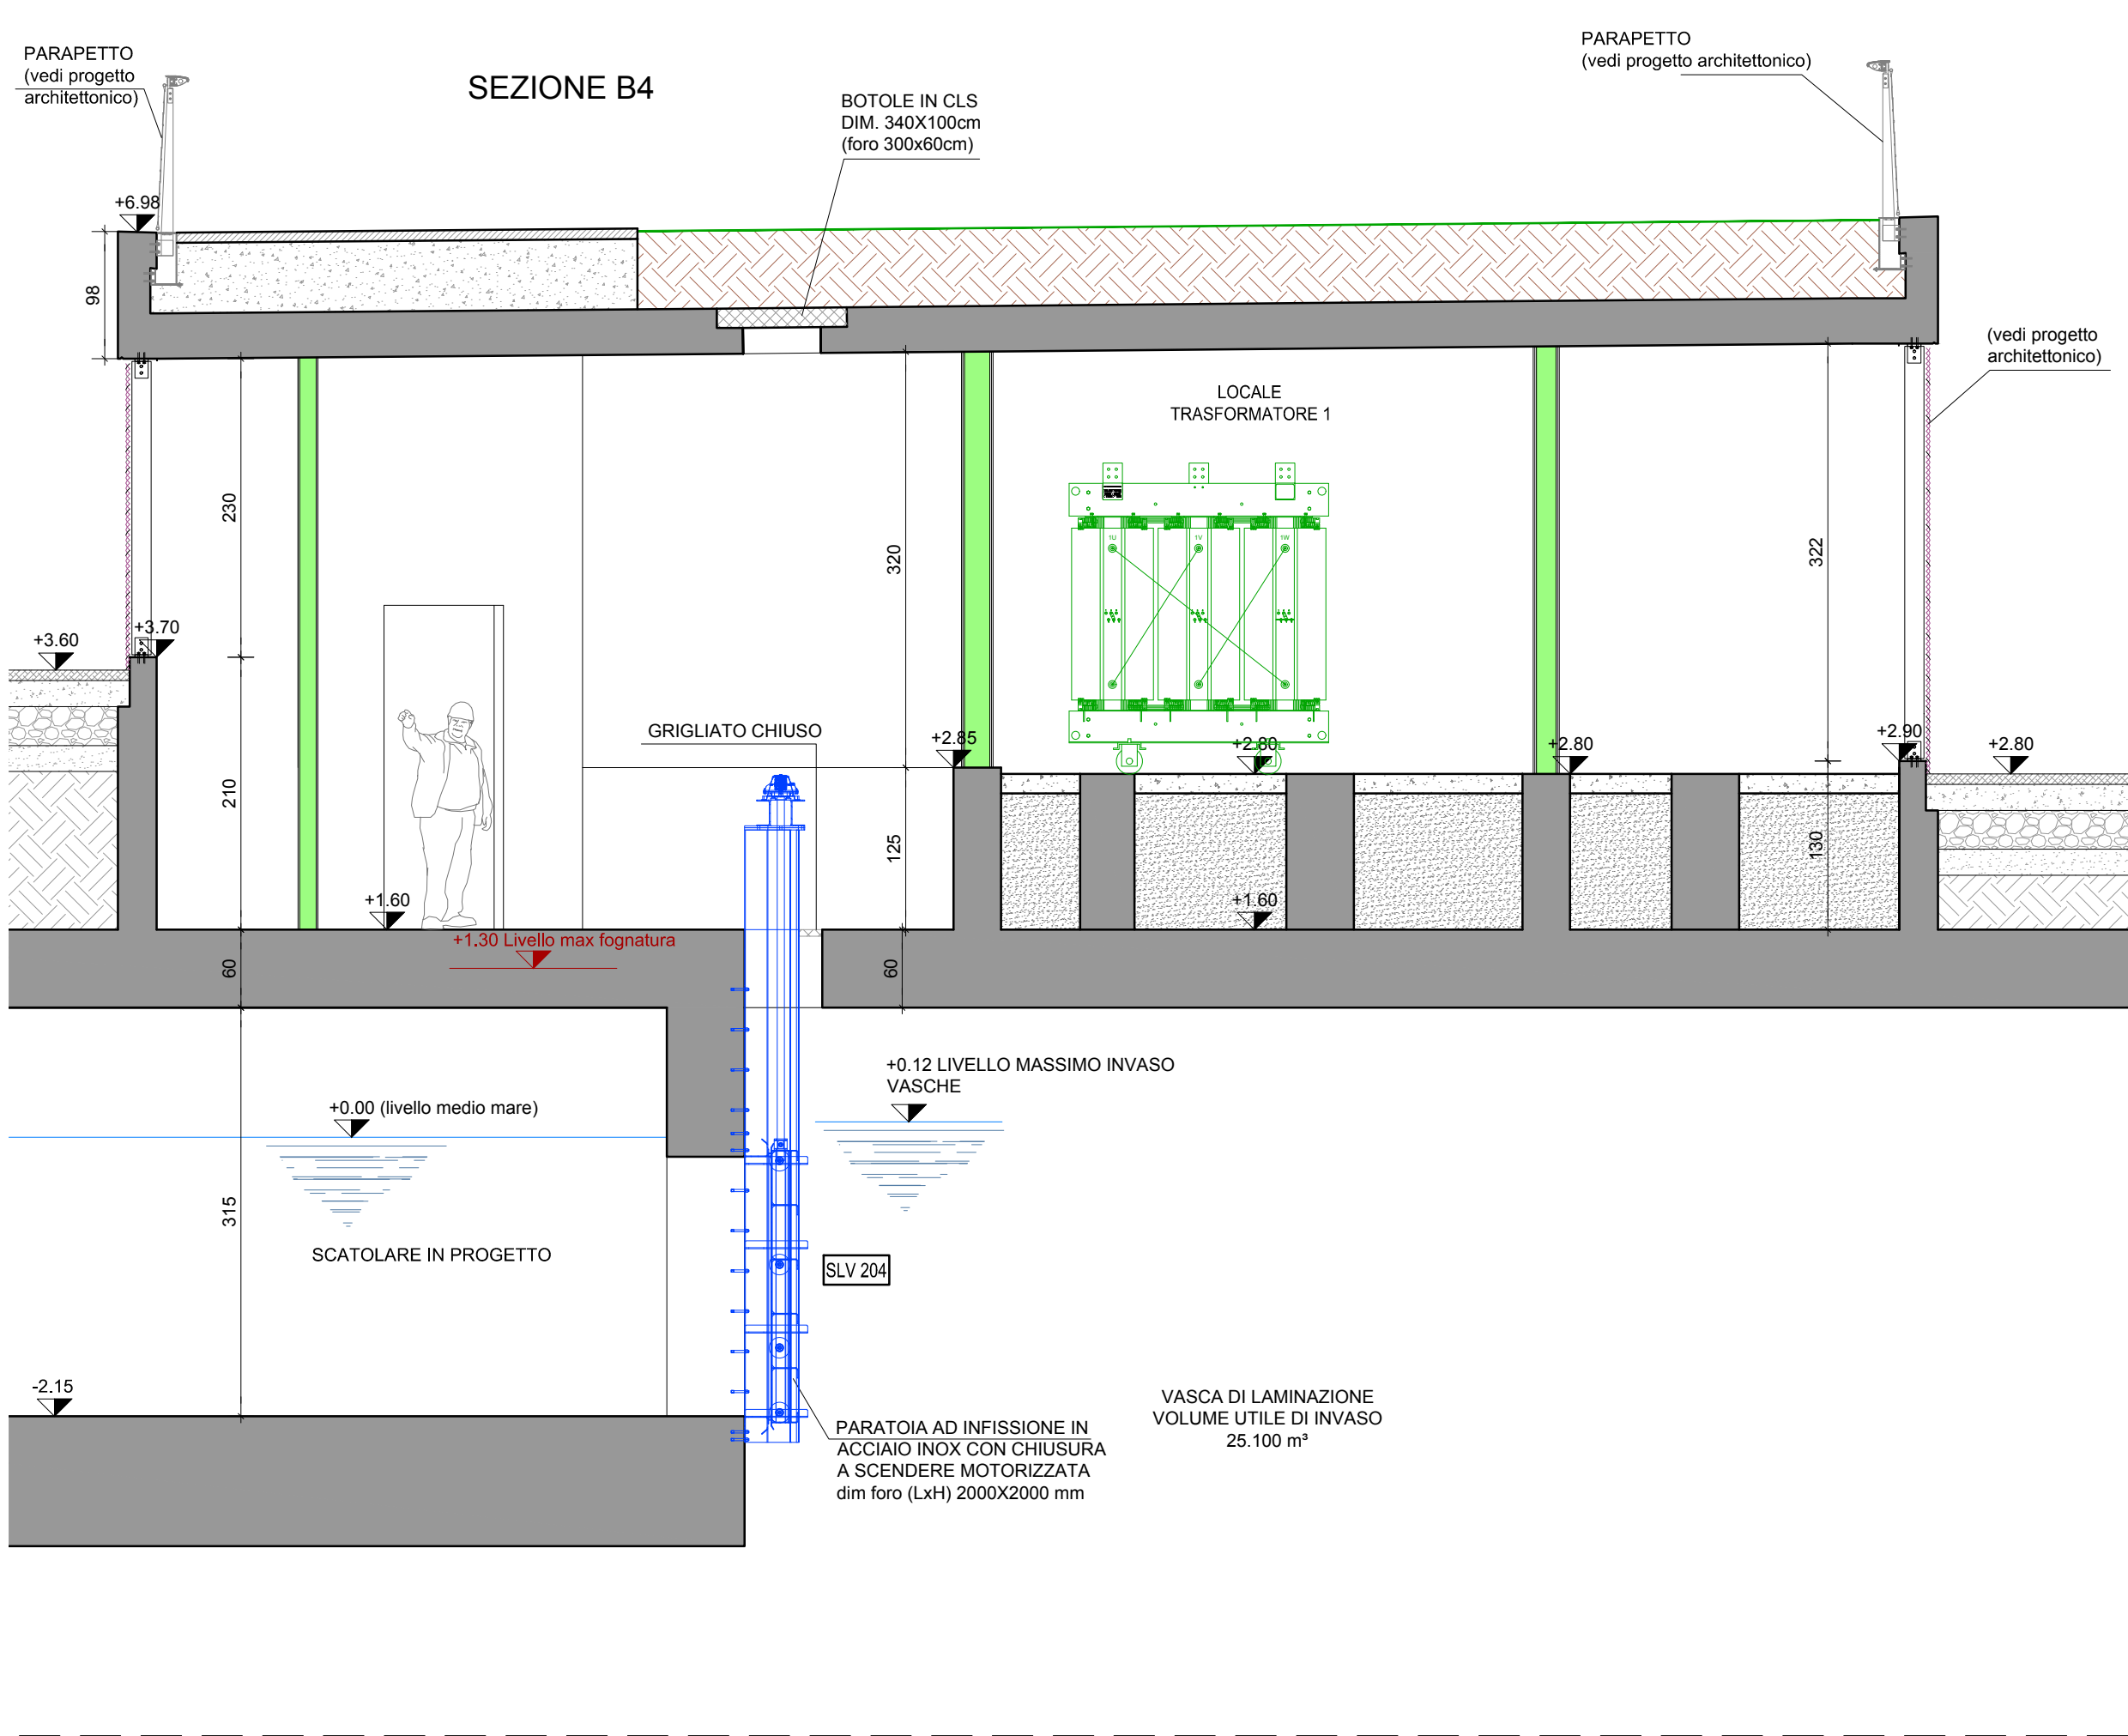 PARAPETTO
(vedi progetto
architettonico)
SEZIONE B4
BOTOLE IN CLS
DIM. 340X100cm
(foro 300x60cm)
PARAPETTO
(vedi progetto architettonico)
+6.98
98
(vedi progetto
architettonico)
LOCALE
TRASFORMATORE 1
230
320
322
1U
1V
1W
+3.60
+3.70
GRIGLIATO CHIUSO
+2.85
+2.80
+2.80
+2.90
+2.80
210
125
130
+1.60
+1.60
+1.30 Livello max fognatura
60
60
+0.12 LIVELLO MASSIMO INVASO
VASCHE
+0.00 (livello medio mare)
315
SCATOLARE IN PROGETTO
SLV 204
-2.15
VASCA DI LAMINAZIONE
VOLUME UTILE DI INVASO
25.100 m³
PARATOIA AD INFISSIONE IN
ACCIAIO INOX CON CHIUSURA
A SCENDERE MOTORIZZATA
dim foro (LxH) 2000X2000 mm